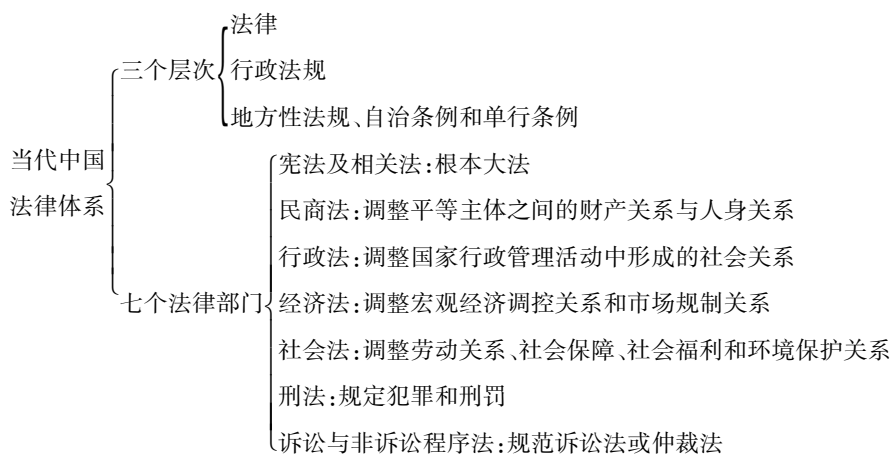 当代中国
法律体系
三个层次
法律
行政法规
地方性法规、自治条例和单行条例
七个法律部门
宪法及相关法:根本大法
民商法:调整平等主体之间的财产关系与人身关系
行政法:调整国家行政管理活动中形成的社会关系
经济法:调整宏观经济调控关系和市场规制关系
社会法:调整劳动关系、社会保障、社会福利和环境保护关系
刑法:规定犯罪和刑罚
诉讼与非诉讼程序法:规范诉讼法或仲裁法